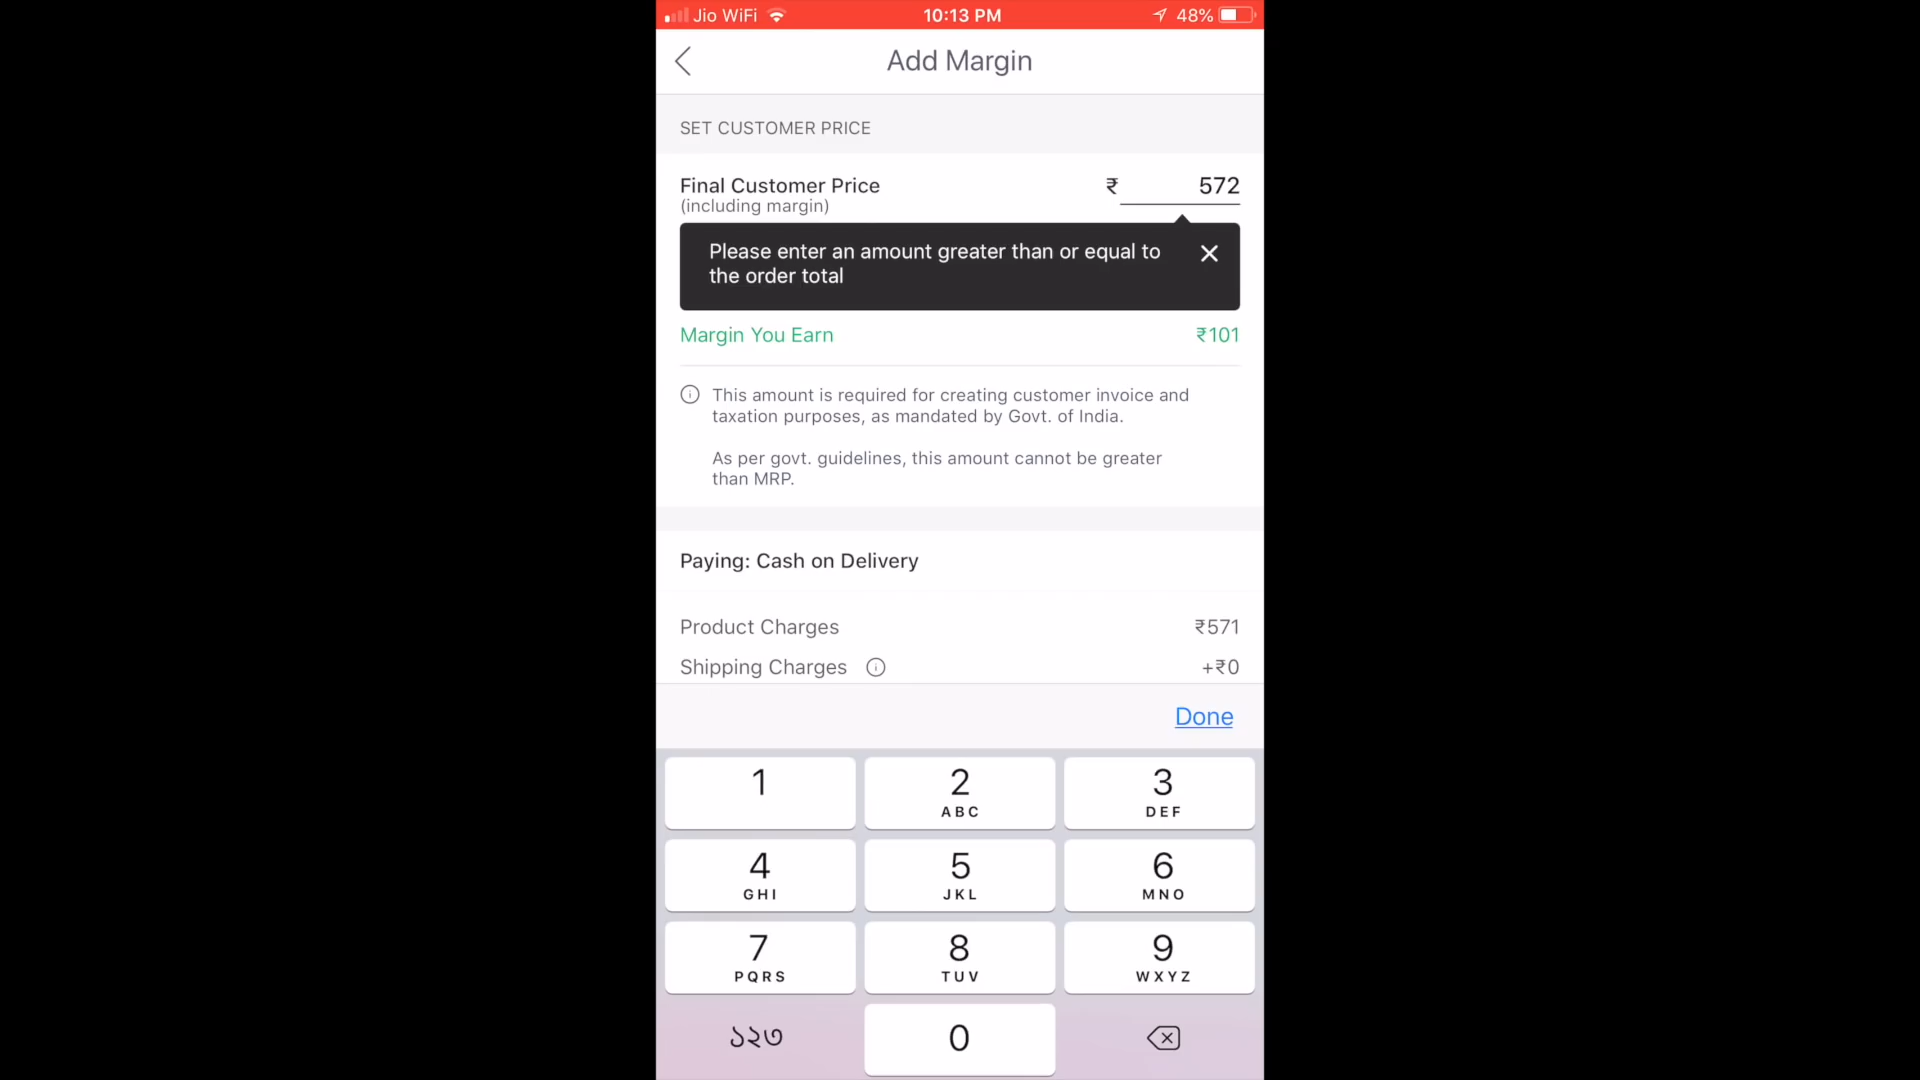 Jio WiFi 10:13 PM 48%
Add Margin
SET CUSTOMER PRICE
Final Customer Price ₹ 572
(including margin)
Please enter an amount greater than or equal to
the order total
Margin You Earn ₹101
This amount is required for creating customer invoice and
taxation purposes, as mandated by Govt. of India.
As per govt. guidelines, this amount cannot be greater
than MRP.
Paying: Cash on Delivery
Product Charges ₹571
Shipping Charges +₹0
Done
1 2 3
ABC DEF
4 5 6
GHI JKL MNO
7 8 9
PQRS TUV WXYZ
১২৩ 0